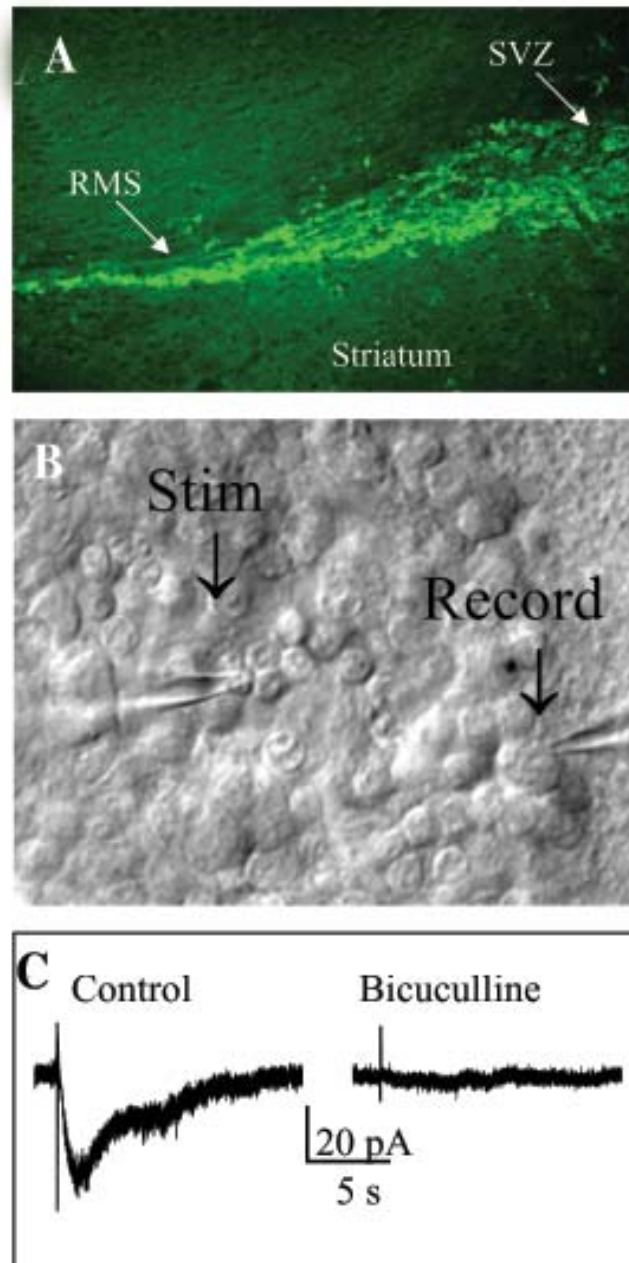 A
SVZ
RMS
Striatum
B
Stim
Record
C
Control
Bicuculline
20 pA
5 s